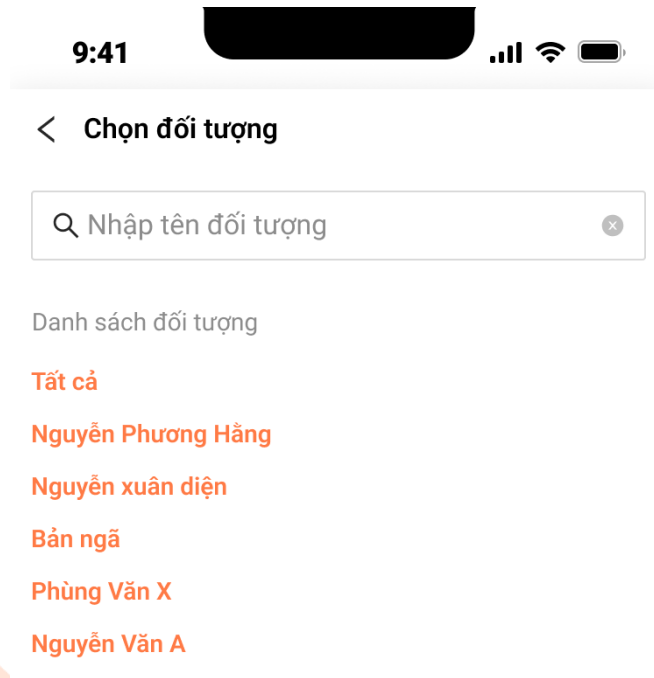 9:41
Chọn đối tượng
Nhập tên đối tượng
Danh sách đối tượng
Tất cả
Nguyễn Phương Hằng
Nguyễn xuân diện
Bản ngã
Phùng Văn X
Nguyễn Văn A